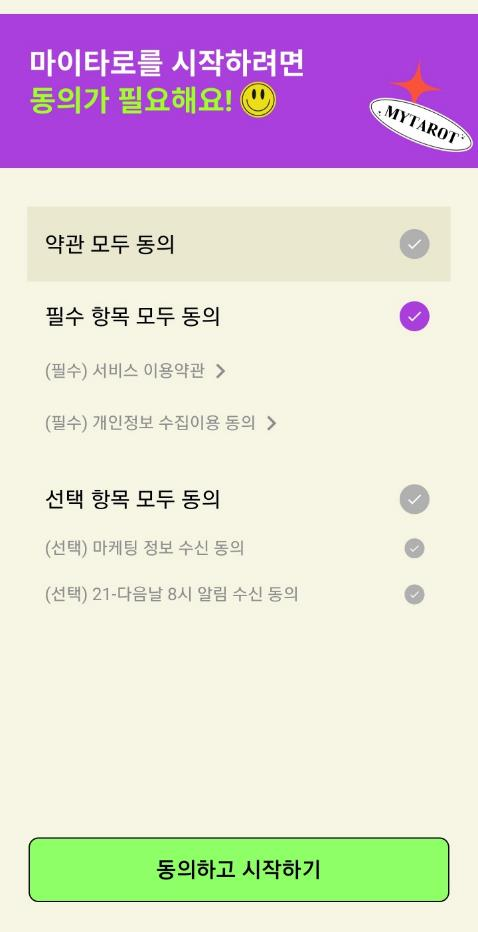 마이타로를 시작하려면
동의가 필요해요!
MYTAROT
약관 모두 동의
필수 항목 모두 동의
(필수) 서비스 이용약관
(필수) 개인정보 수집이용 동의
선택 항목 모두 동의
(선택) 마케팅 정보 수신 동의
(선택) 21-다음날 8시 알림 수신 동의
동의하고 시작하기